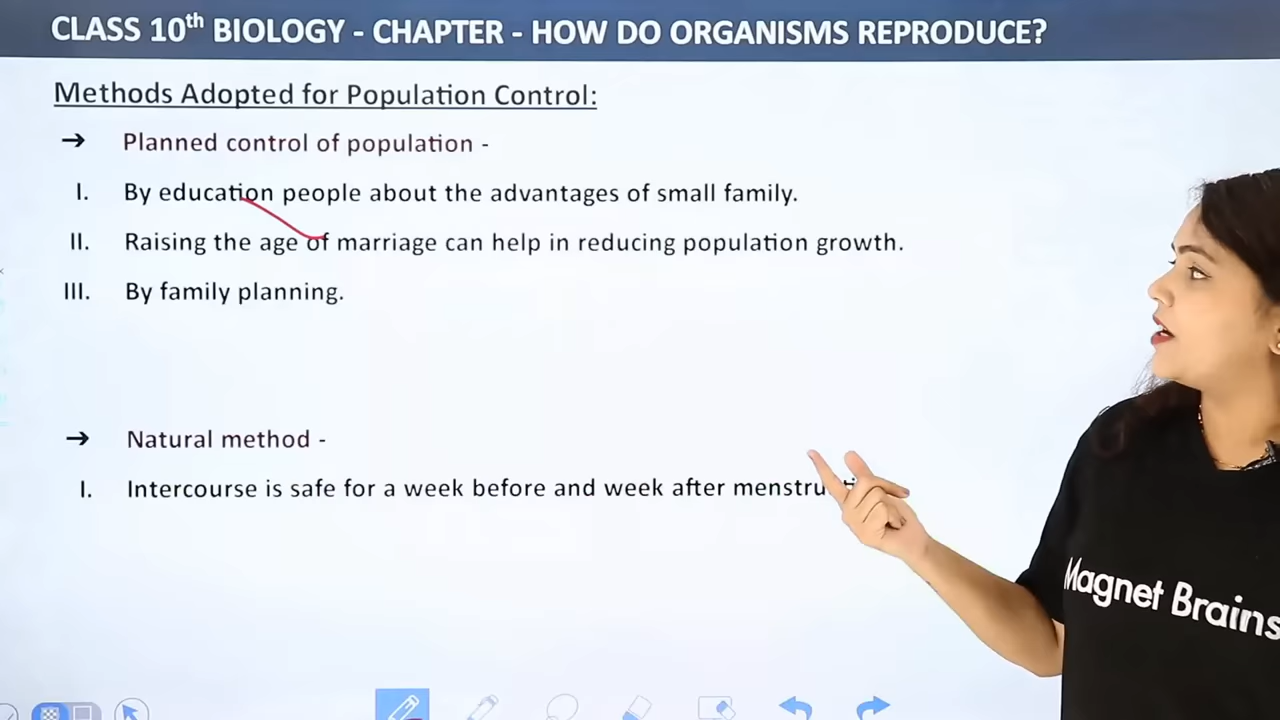 CLASS 10th BIOLOGY - CHAPTER - HOW DO ORGANISMS REPRODUCE?
Methods Adopted for Population Control:
→ Planned control of population -
I. By education people about the advantages of small family.
II. Raising the age of marriage can help in reducing population growth.
III. By family planning.
→ Natural method -
I. Intercourse is safe for a week before and week after
Magnet Brains